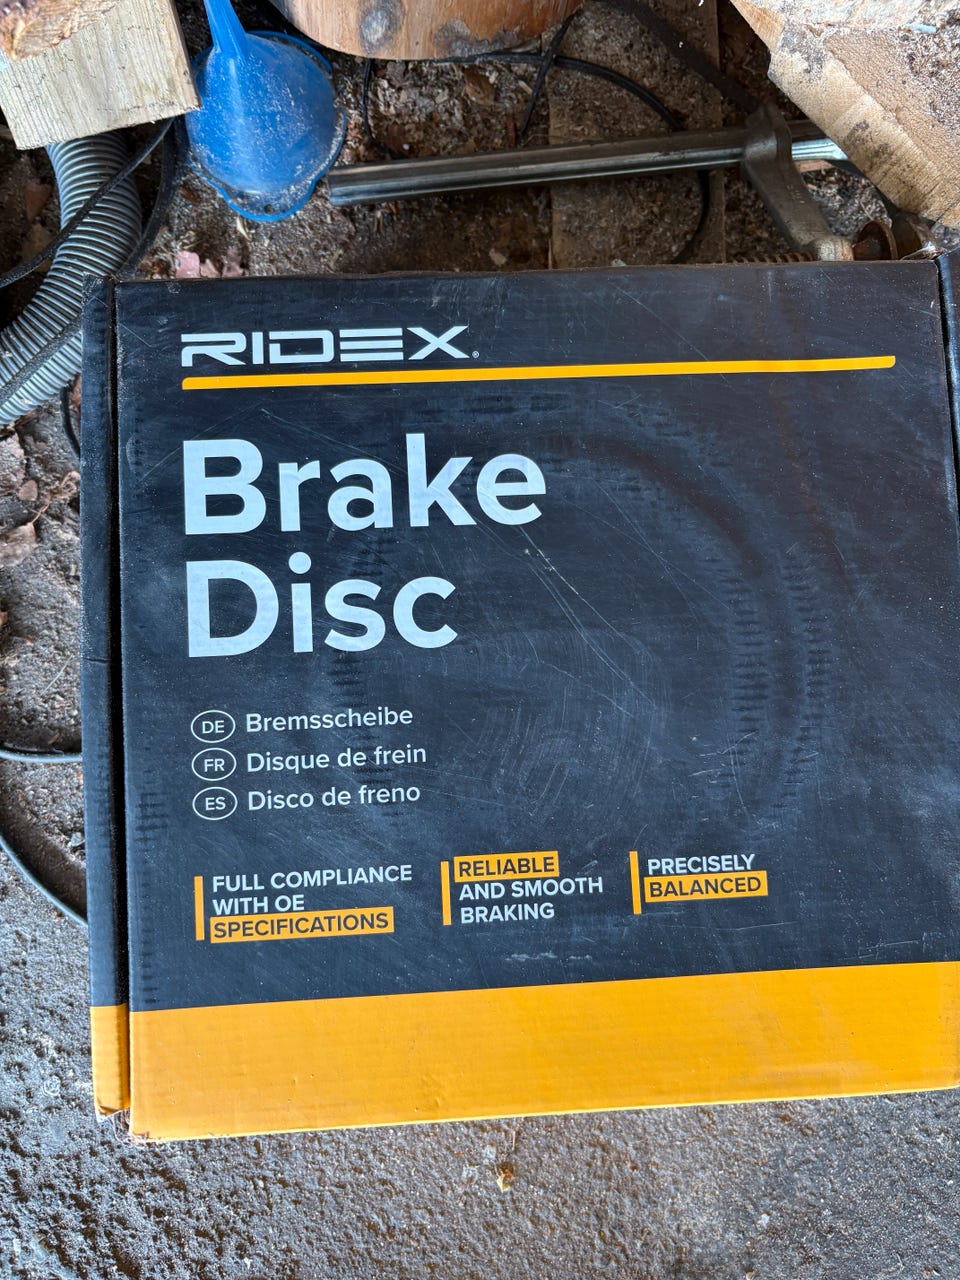 RIDEX®
Brake
Disc
DE Bremsscheibe
FR Disque de frein
ES Disco de freno
FULL COMPLIANCE
WITH OE
SPECIFICATIONS
RELIABLE
AND SMOOTH
BRAKING
PRECISELY
BALANCED